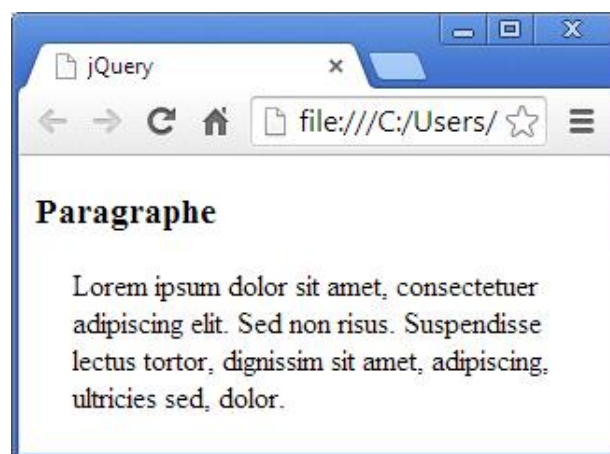 jQuery
file:///C:/Users/
Paragraphe
Lorem ipsum dolor sit amet, consectetuer
adipiscing elit. Sed non risus. Suspendisse
lectus tortor, dignissim sit amet, adipiscing,
ultricies sed, dolor.